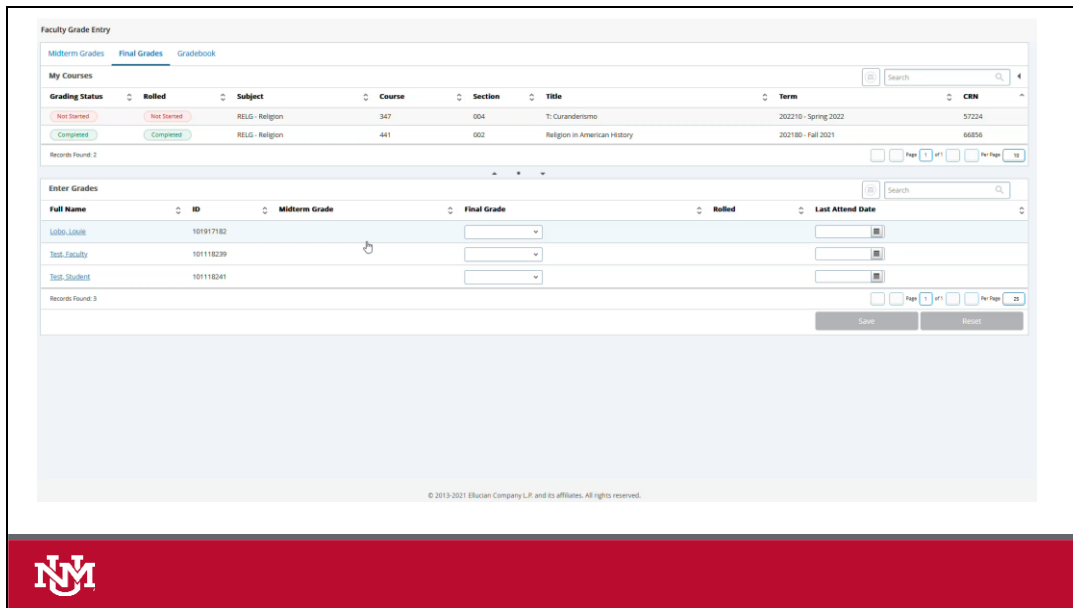 Faculty Grade Entry
Midterm Grades Final Grades Gradebook
My Courses Search
Grading Status Rolled Subject Course Section Title Term CRN
Not Started Not Started RELG - Religion 347 004 T: Curanderismo 202210 - Spring 2022 57224
Completed Completed RELG - Religion 441 002 Religion in American History 202180 - Fall 2021 66856
Records Found: 2 Page 1 of 1 Per Page 10
Enter Grades Search
Full Name ID Midterm Grade Final Grade Rolled Last Attend Date
Lobo, Louie 101917182
Test, Faculty 101118239
Test, Student 101118241
Records Found: 3 Page 1 of 1 Per Page 25
Save Reset
© 2013-2021 Ellucian Company L.P. and its affiliates. All rights reserved.
UNM